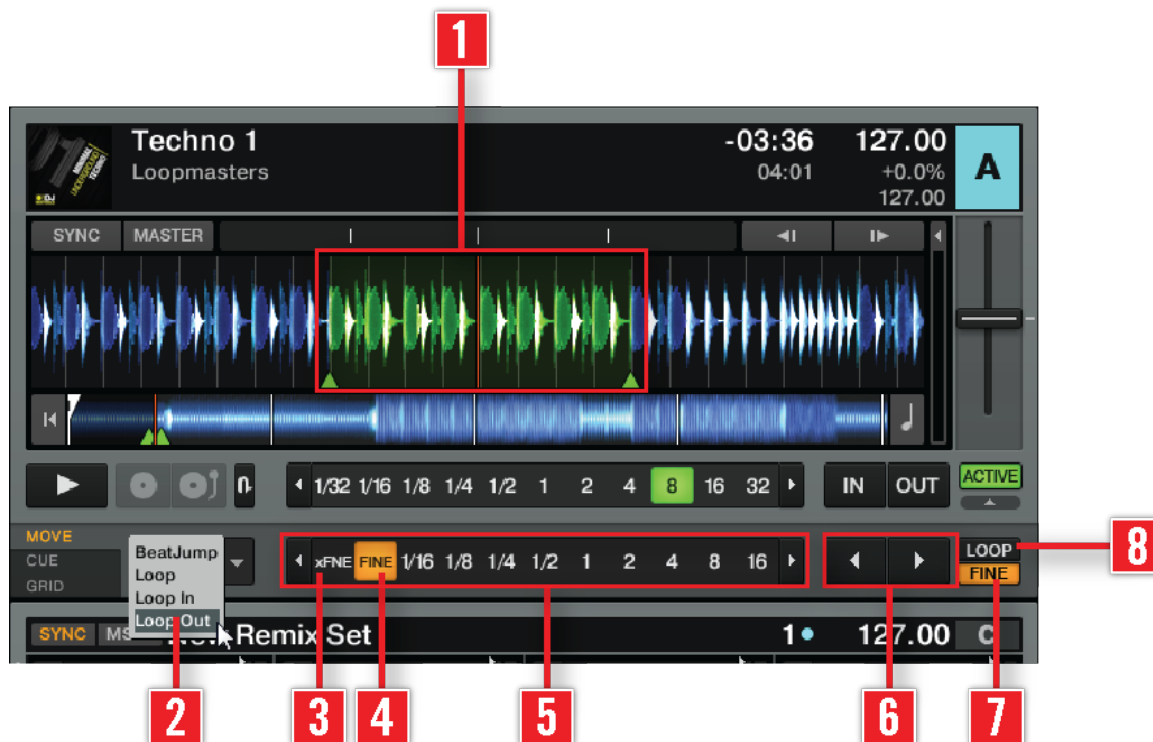 1
Techno 1
-03:36
127.00
Loopmasters
04:01
+0.0%
A
127.00
SYNC
MASTER
1/32 1/16 1/8 1/4 1/2 1 2 4 8 16 32
IN
OUT
ACTIVE
MOVE
CUE
GRID
BeatJump
Loop
Loop In
Loop Out
xFNE FINE 1/16 1/8 1/4 1/2 1 2 4 8 16
LOOP
FINE
8
SYNC
Remix Set
1
127.00
C
2
3
4
5
6
7